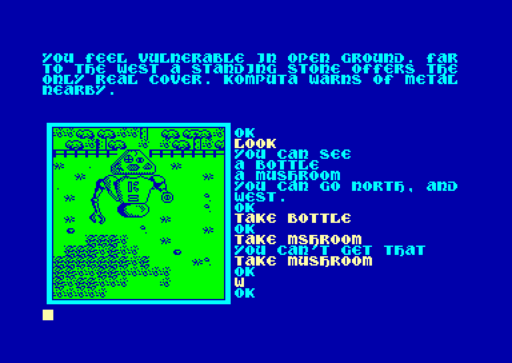 YOU FEEL VULNERABLE IN OPEN GROUND. FAR
TO THE WEST A STANDING STONE OFFERS THE
ONLY REAL COVER. KOMPUTA WARNS OF METAL
NEARBY.
OK
LOOK
YOU CAN SEE
A BOTTLE
A MUSHROOM
YOU CAN GO NORTH, AND
WEST.
OK
TAKE BOTTLE
OK
TAKE MSHROOM
YOU CAN'T GET THAT
TAKE MUSHROOM
OK
W
OK